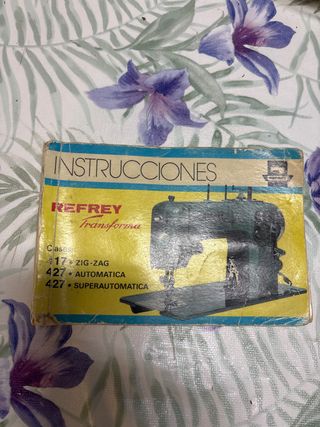 INSTRUCCIONES
REFREY
Transforma
Clases
417 • ZIG-ZAG
427 • AUTOMATICA
427 • SUPERAUTOMATICA